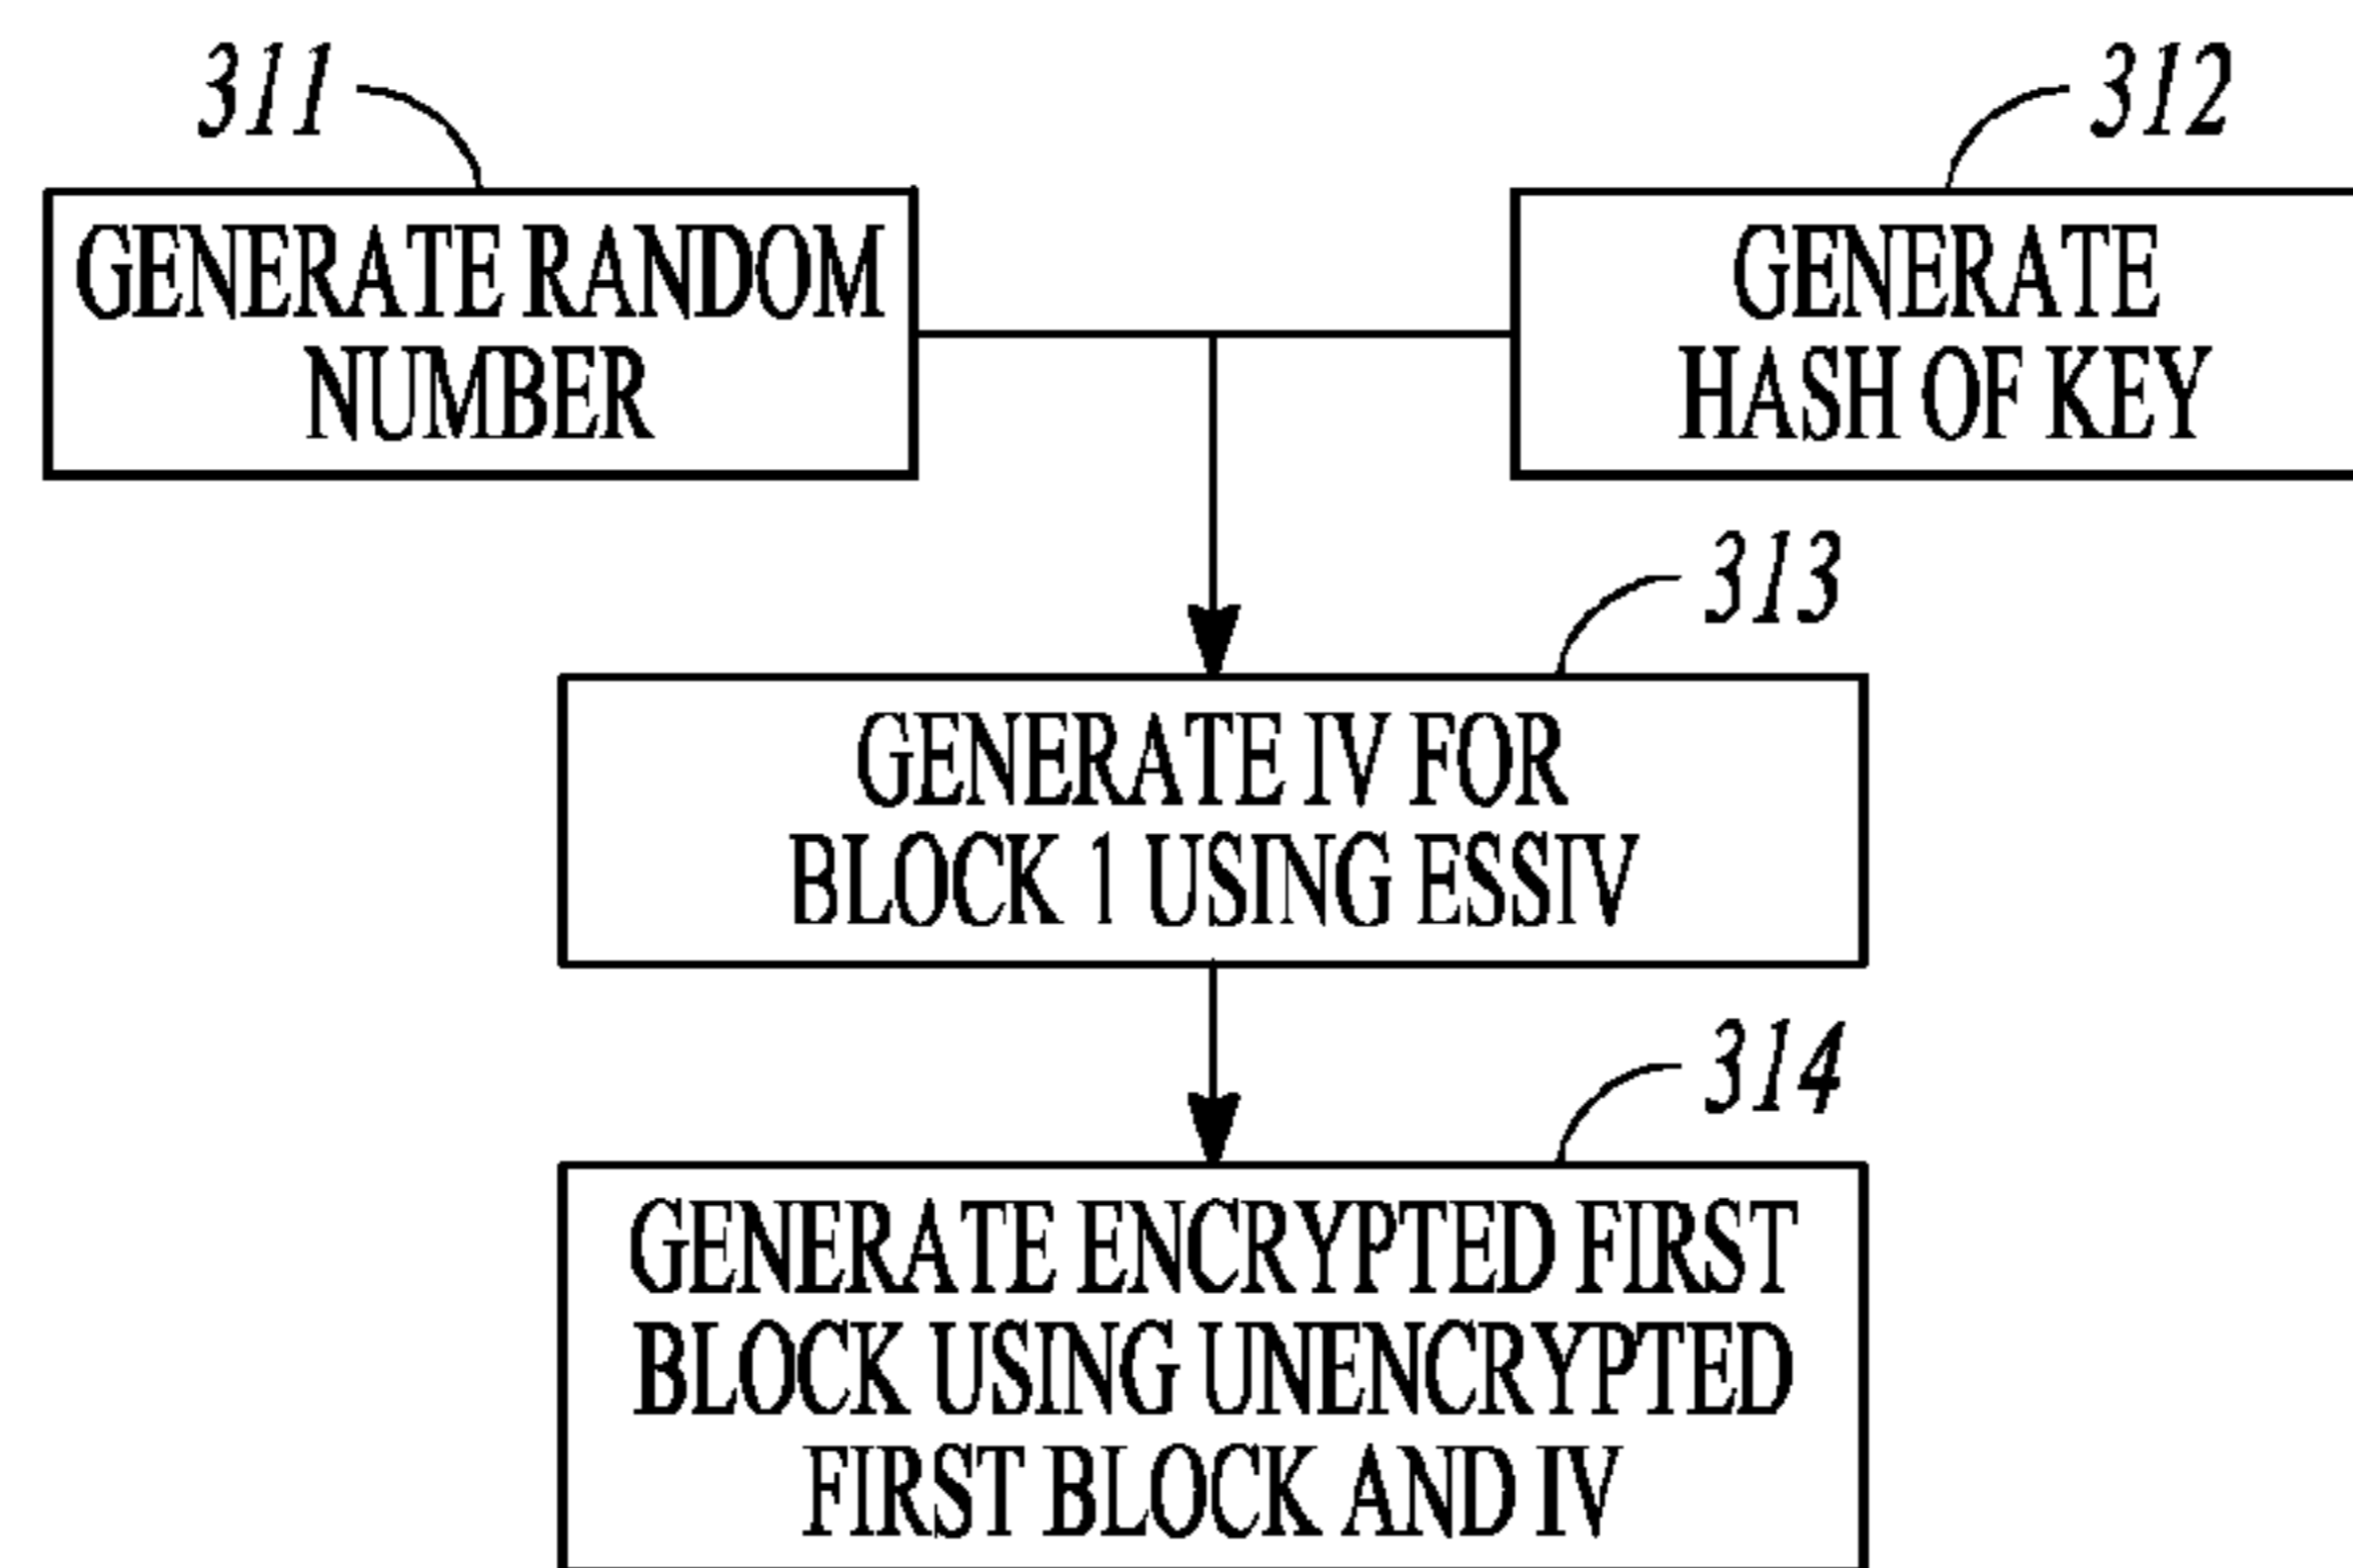 311
312
GENERATE RANDOM
NUMBER
GENERATE
HASH OF KEY
313
GENERATE IV FOR
BLOCK 1 USING ESSIV
314
GENERATE ENCRYPTED FIRST
BLOCK USING UNENCRYPTED
FIRST BLOCK AND IV